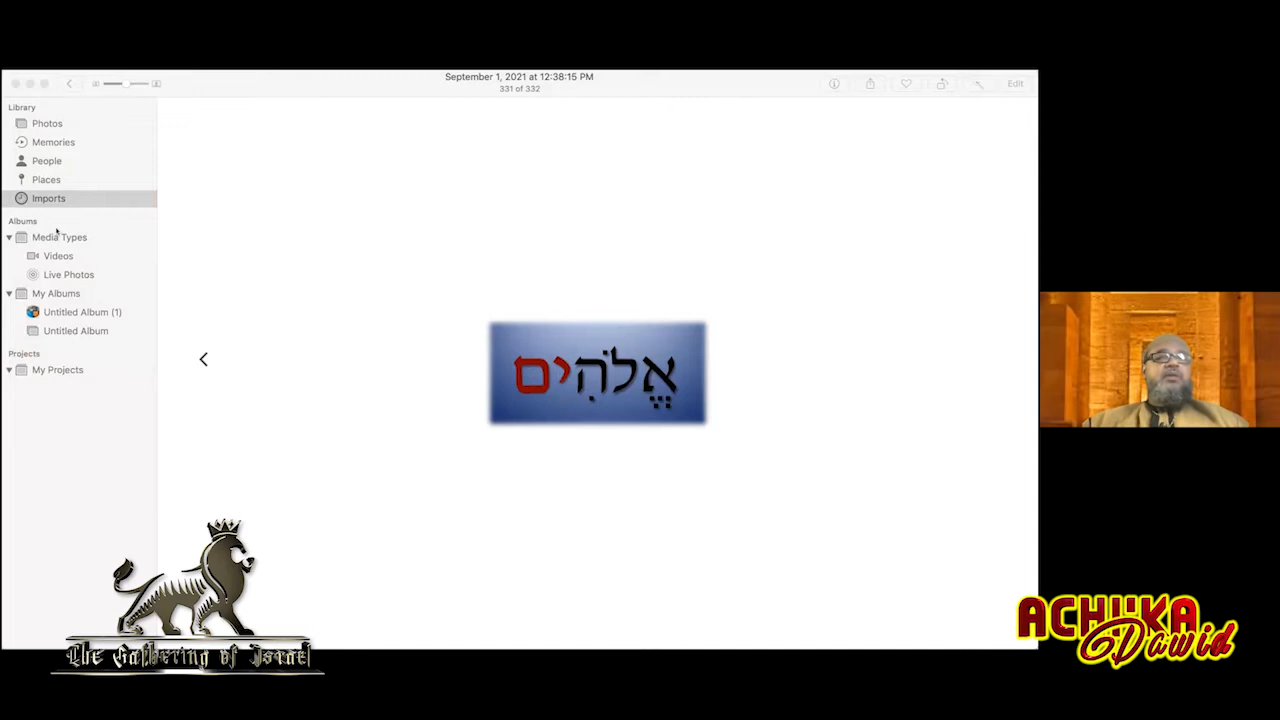 September 1, 2021 at 12:38:15 PM
331 of 332
Edit
Library
Photos
Memories
People
Places
Imports
Albums
Media Types
Videos
Live Photos
My Albums
Untitled Album (1)
Untitled Album
Projects
My Projects
אֱלֹהִים
The Gathering of Israel
ACHUKA
Dawid